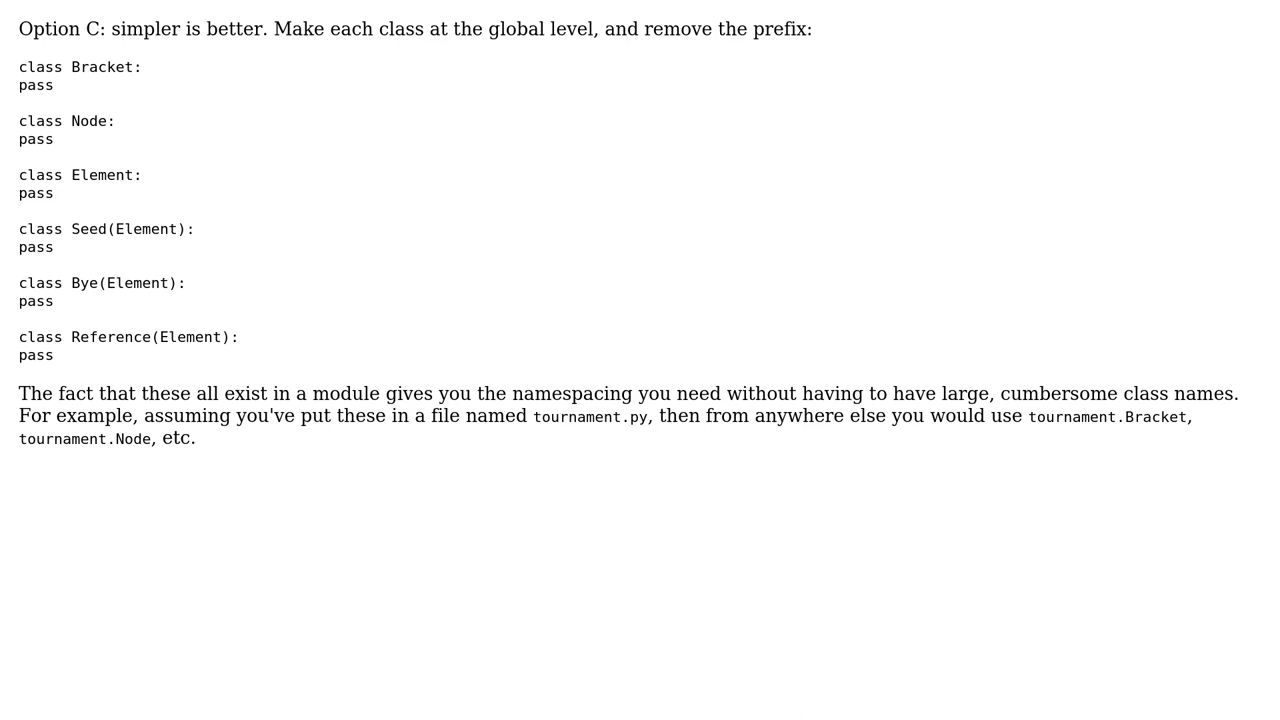 Option C: simpler is better. Make each class at the global level, and remove the prefix:
class Bracket:
pass
class Node:
pass
class Element:
pass
class Seed(Element):
pass
class Bye(Element):
pass
class Reference(Element):
pass
The fact that these all exist in a module gives you the namespacing you need without having to have large, cumbersome class names.
For example, assuming you've put these in a file named tournament.py, then from anywhere else you would use tournament.Bracket,
tournament.Node, etc.